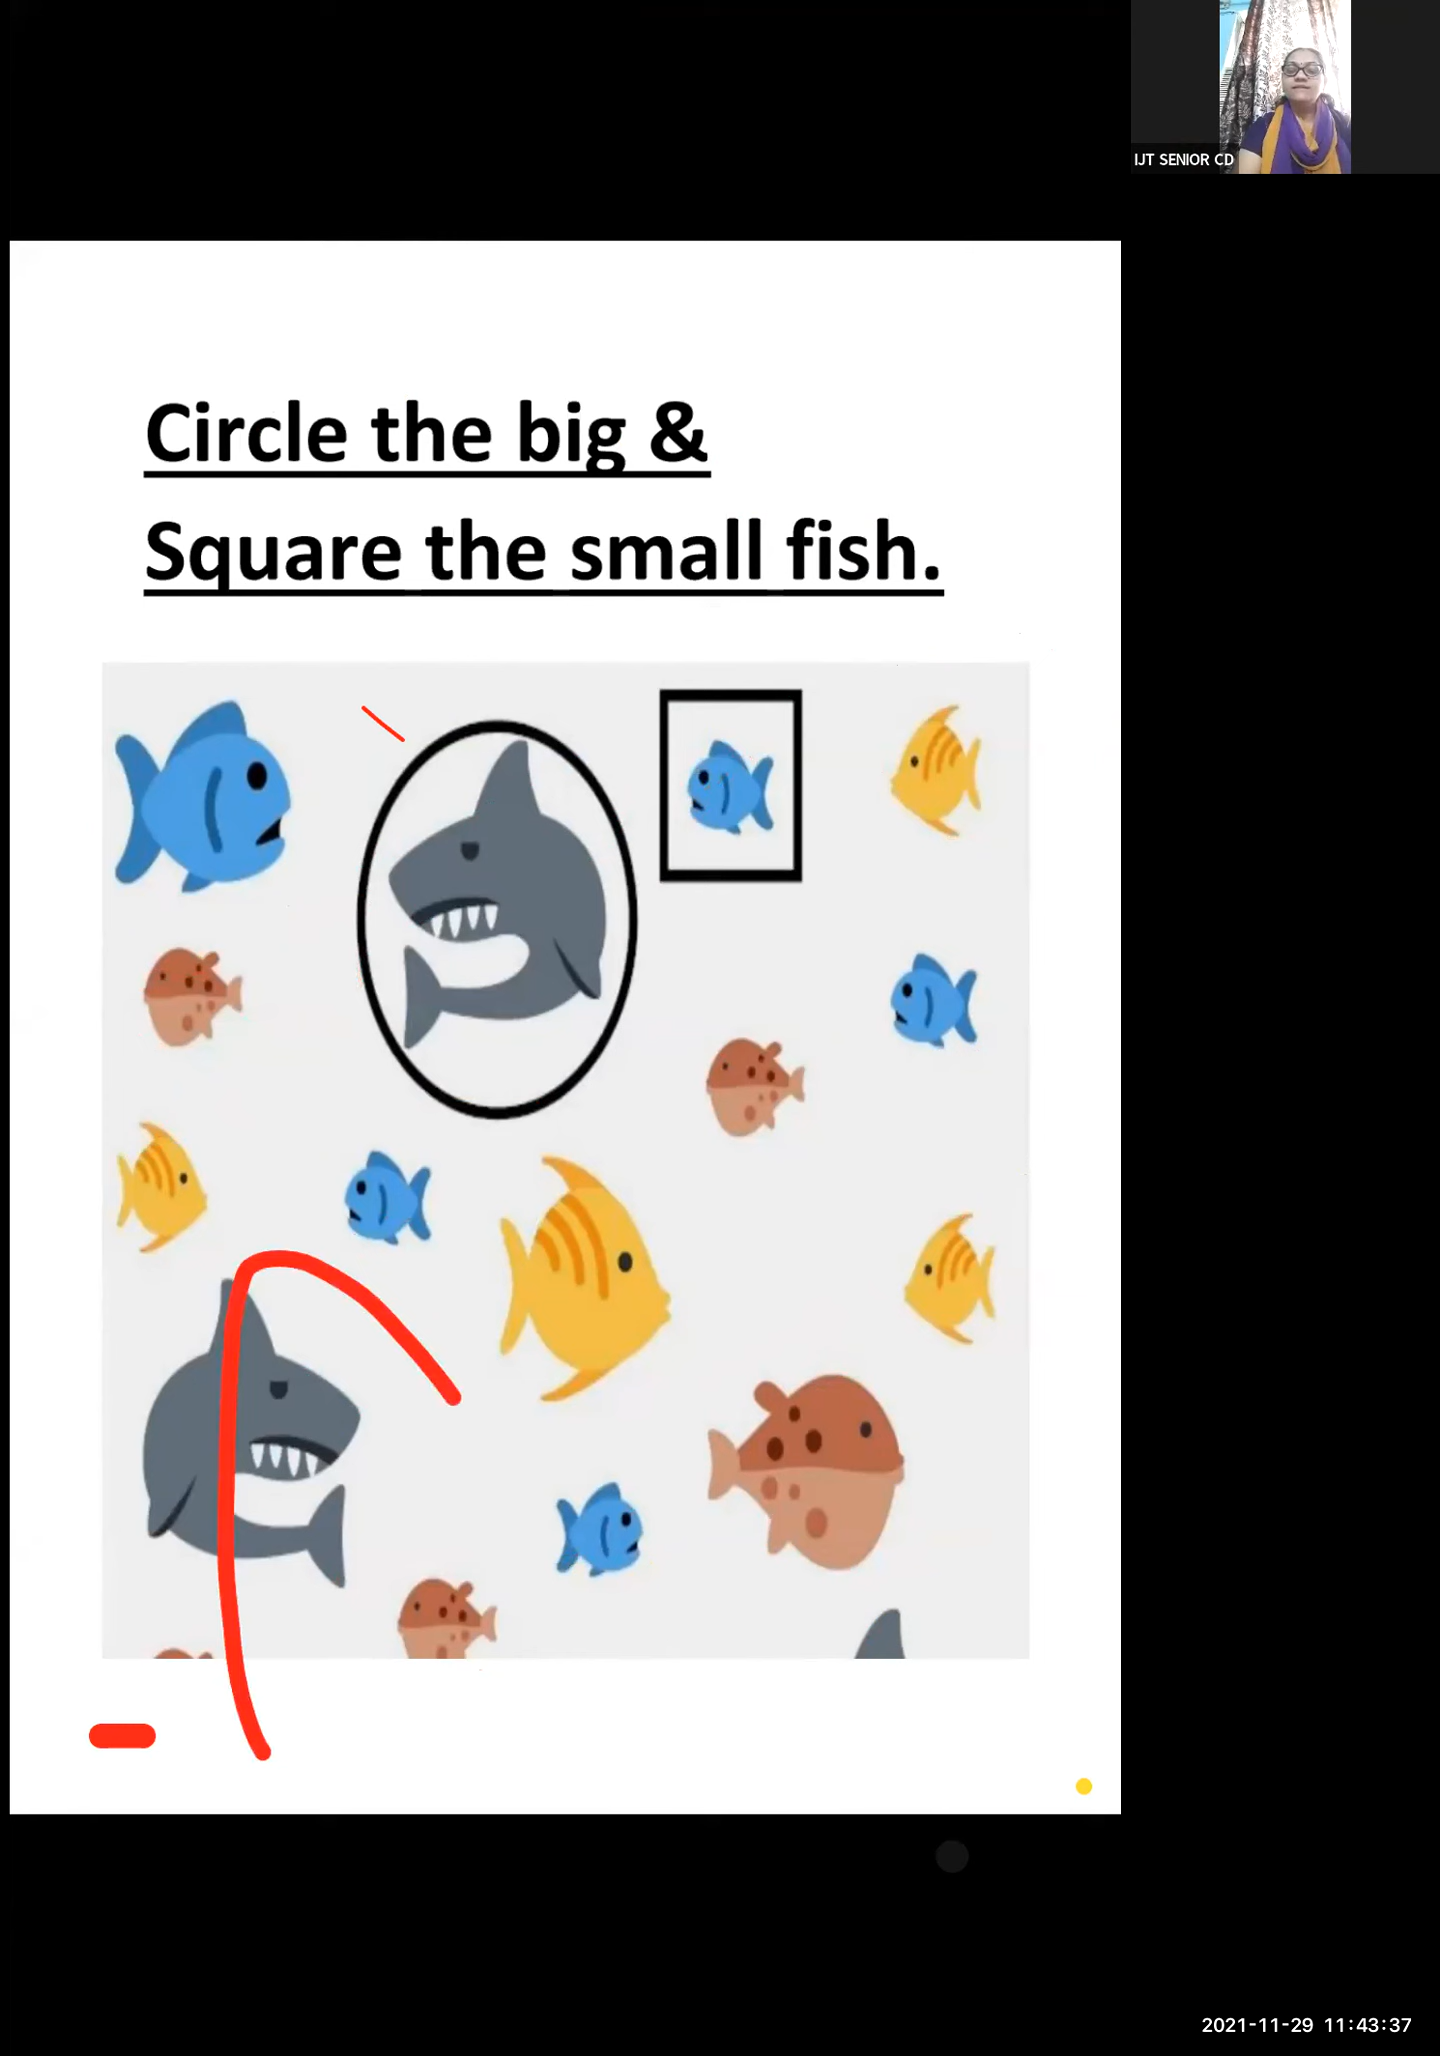 IJT SENIOR CD
Circle the big &
Square the small fish.
2021-11-29 11:43:37